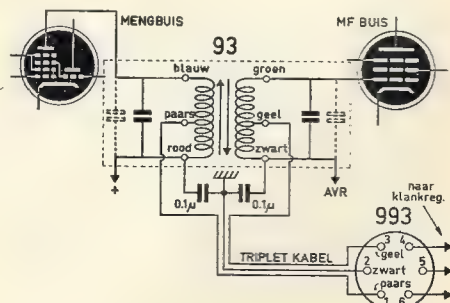 MENGBUIS
93
MF BUIS
blauw
groen
paars
geel
rood
zwart
+
0.1µ
0.1µ
AVR
naar
klankreg.
993
TRIPLET KABEL
3 4
geel
2 zwart 5
paars
1 6